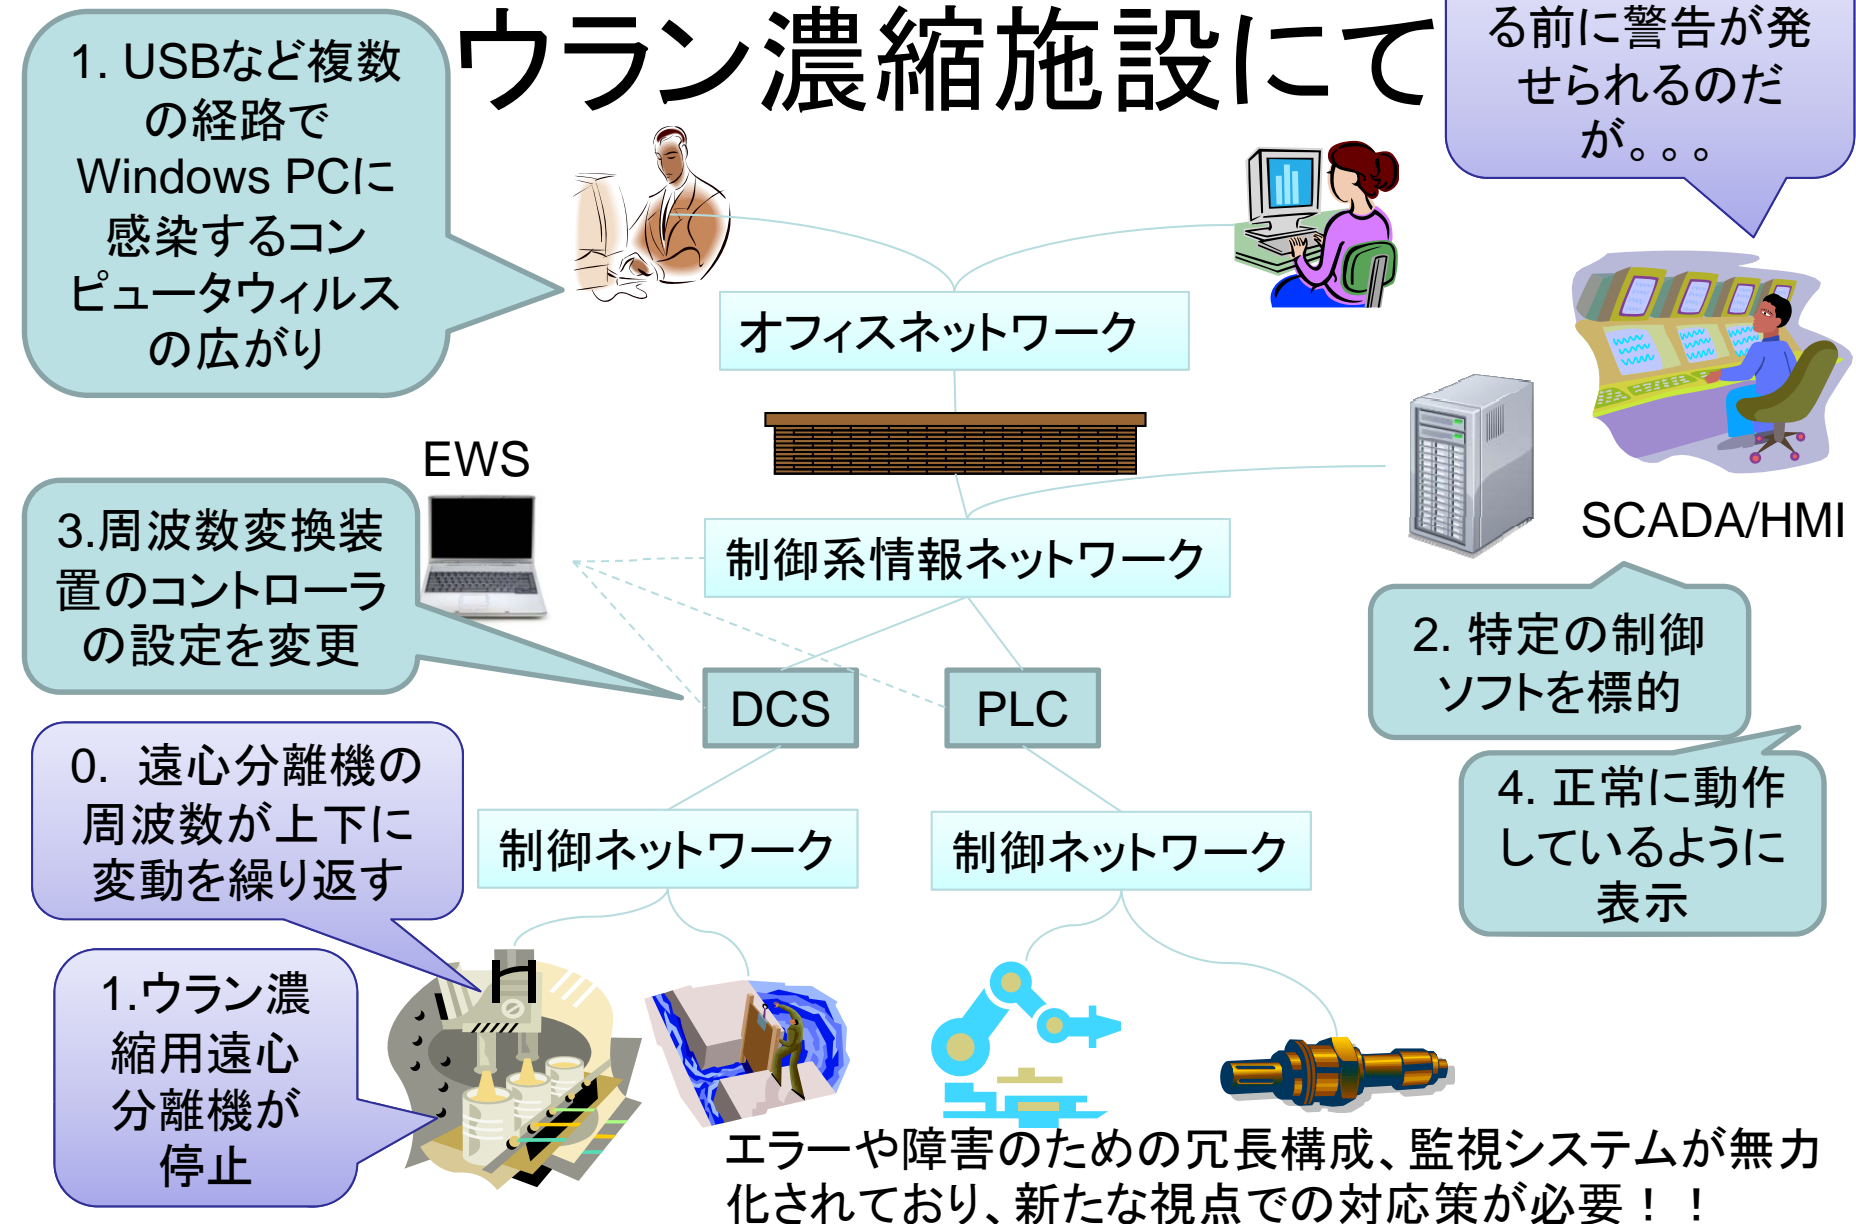 ウラン濃縮施設にて
1. USBなど複数
の経路で
Windows PCに
感染するコン
ピュータウィルス
の広がり
る前に警告が発
せられるのだ
が。。。
オフィスネットワーク
EWS
3.周波数変換装
置のコントローラ
の設定を変更
制御系情報ネットワーク
SCADA/HMI
2. 特定の制御
ソフトを標的
DCS
PLC
0. 遠心分離機の
周波数が上下に
変動を繰り返す
4. 正常に動作
しているように
表示
制御ネットワーク
制御ネットワーク
1.ウラン濃
縮用遠心
分離機が
停止
エラーや障害のための冗長構成、監視システムが無力
化されており、新たな視点での対応策が必要！！